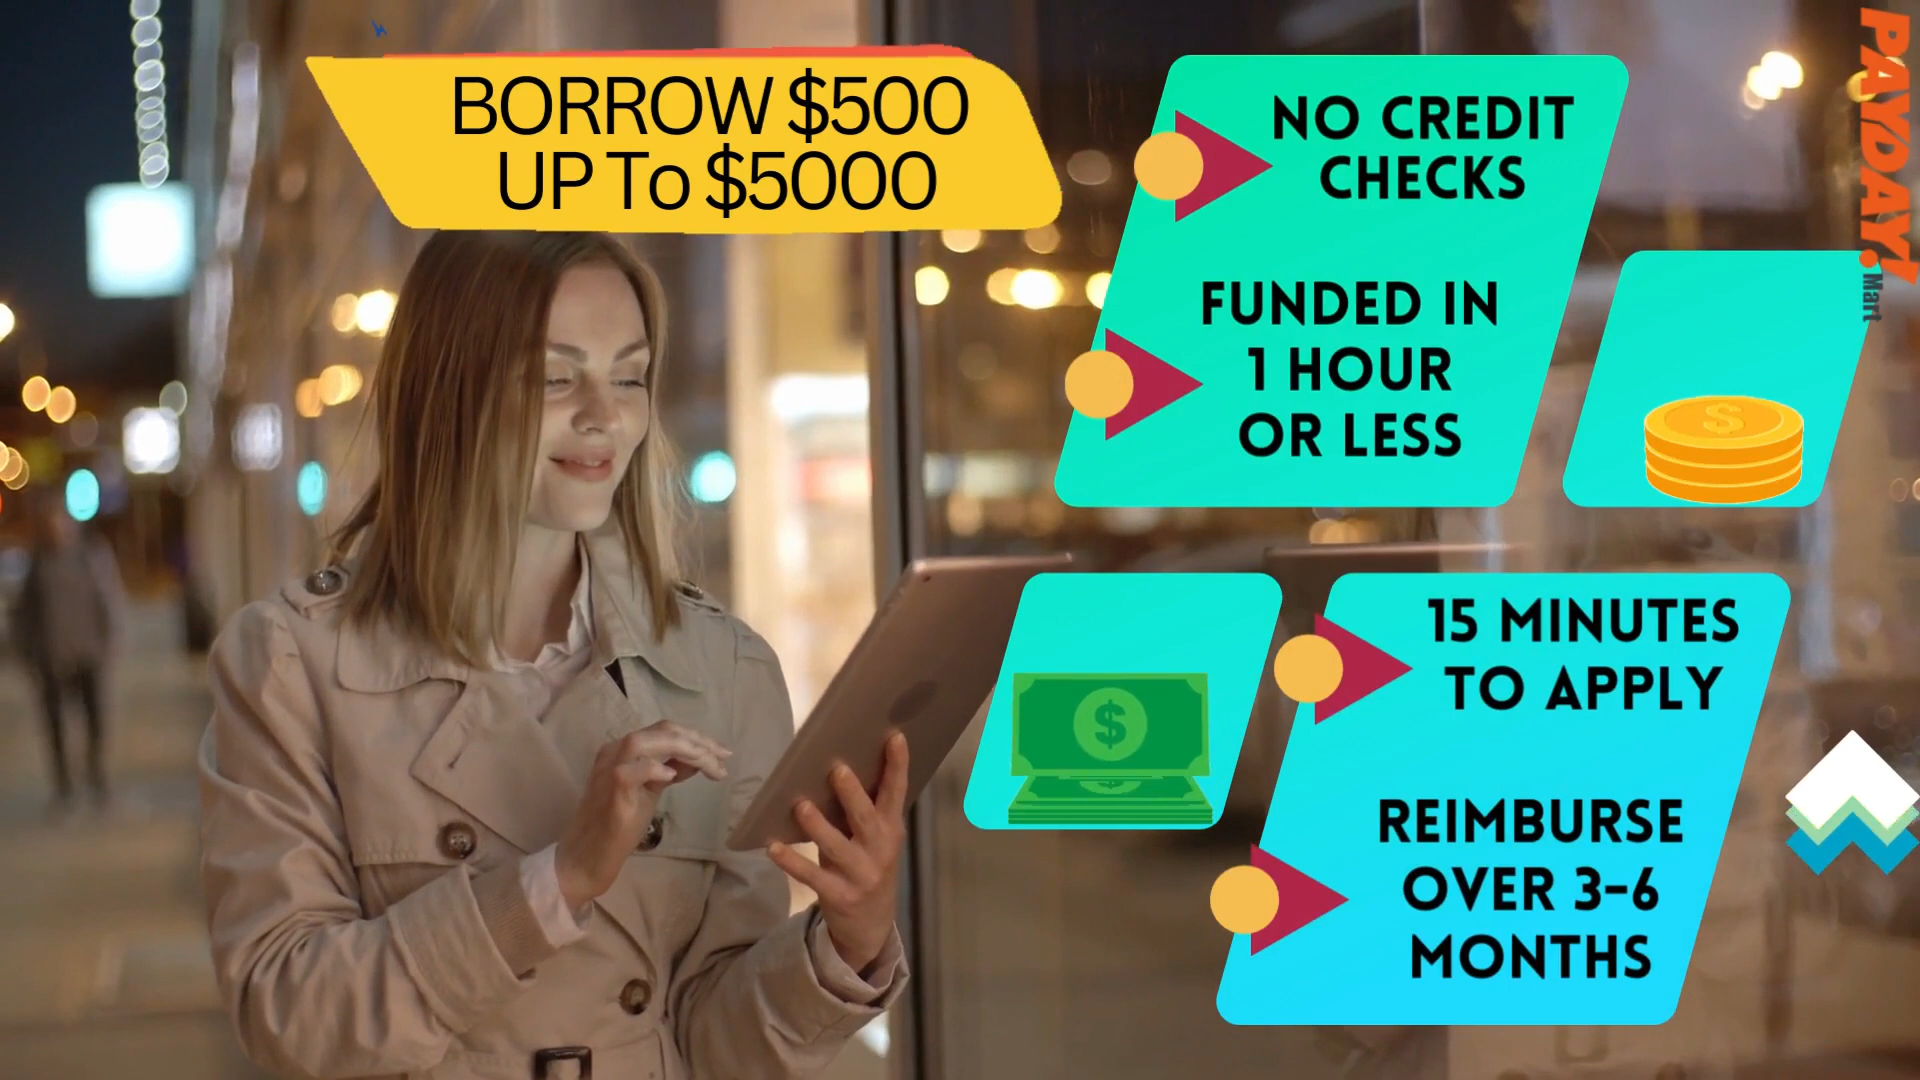 BORROW $500
UP To $5000
NO CREDIT
CHECKS
FUNDED IN
1 HOUR
OR LESS
15 MINUTES
TO APPLY
REIMBURSE
OVER 3-6
MONTHS
PAYDAY!
.Mart
$
$